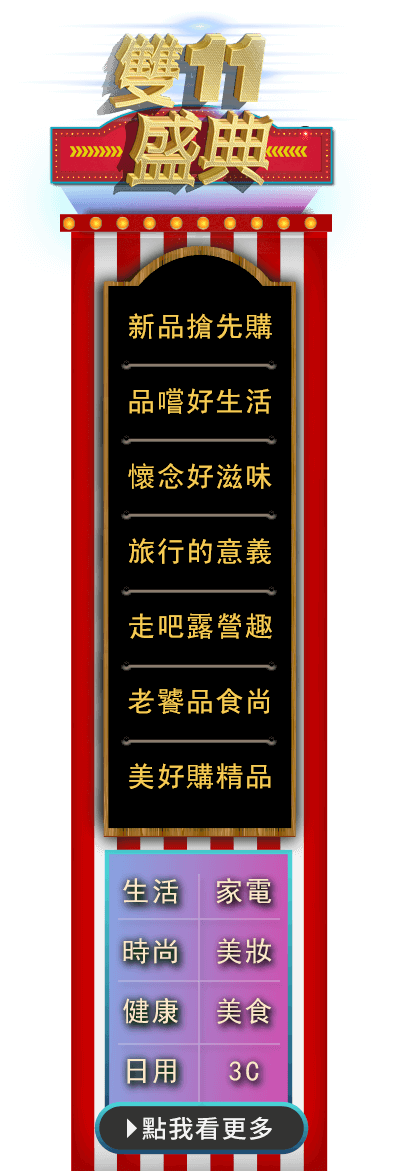 雙11
盛典
新品搶先購
品嚐好生活
懷念好滋味
旅行的意義
走吧露營趣
老饕品食尚
美好購精品
生活 家電
時尚 美妝
健康 美食
日用 3C
點我看更多